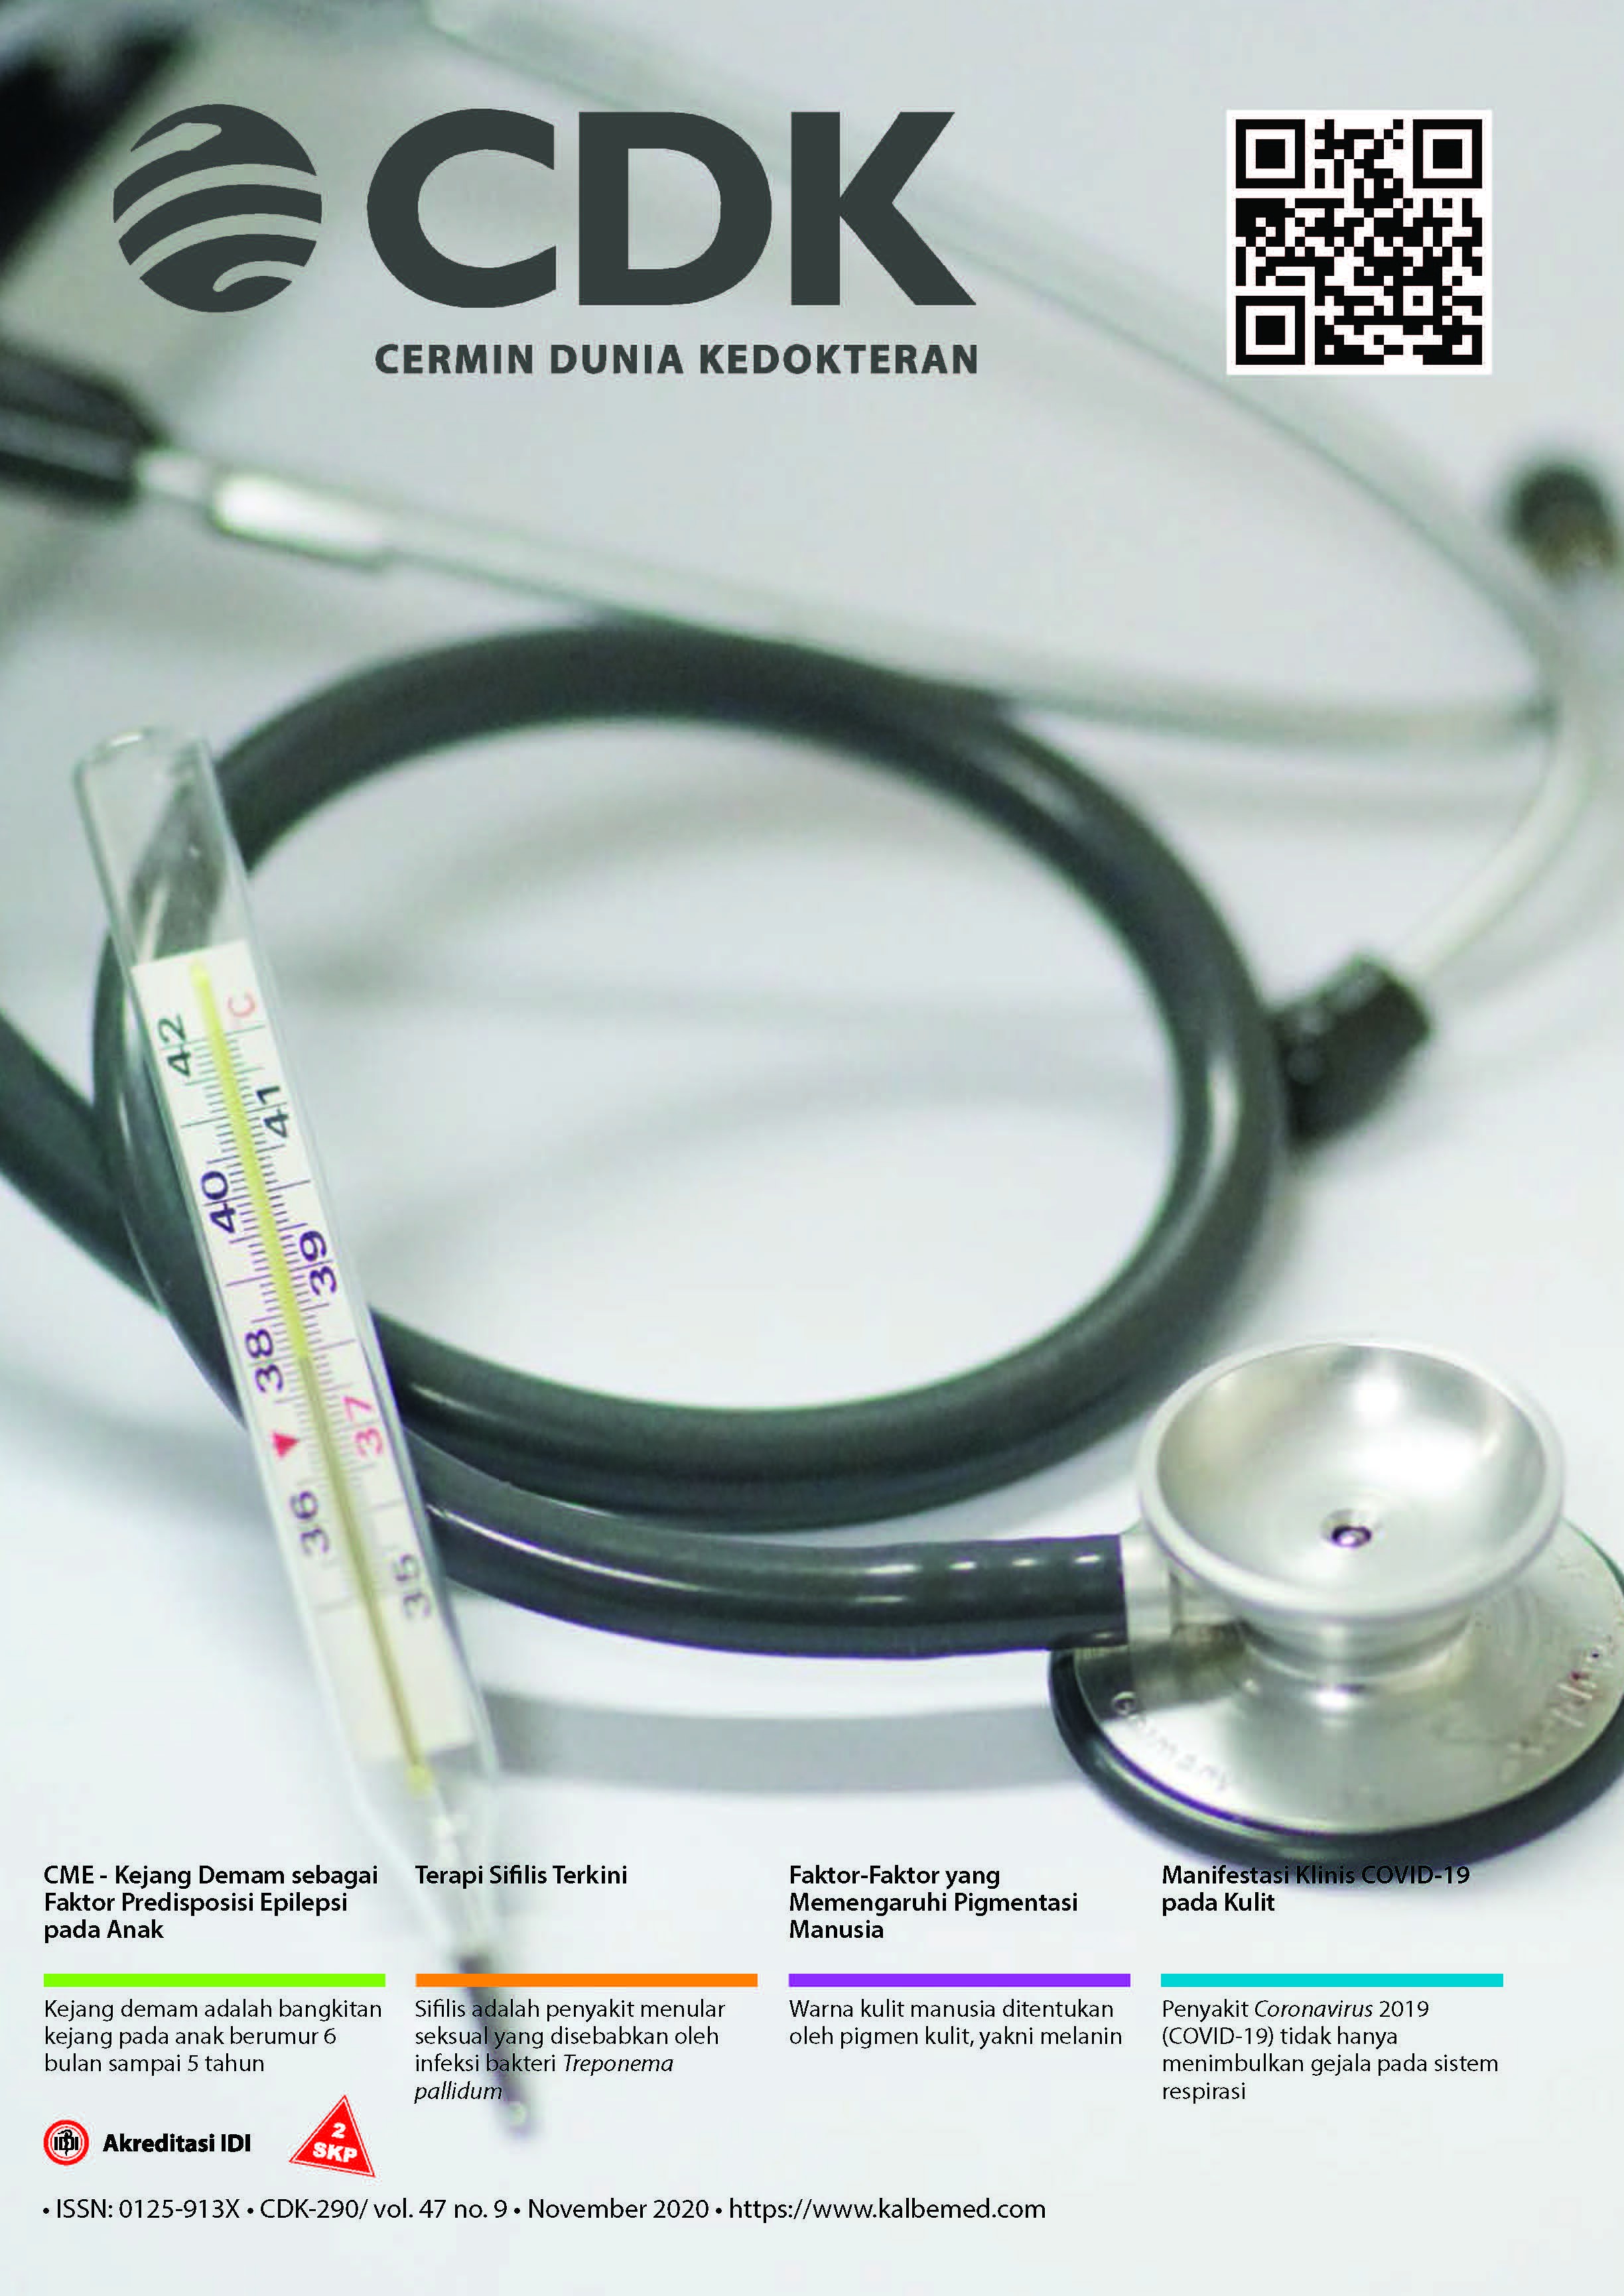 CDK
CERMIN DUNIA KEDOKTERAN
C
42
41
40
39
38
37
36
35
Germany
CME - Kejang Demam sebagai
Faktor Predisposisi Epilepsi
pada Anak
Kejang demam adalah bangkitan
kejang pada anak berumur 6
bulan sampai 5 tahun
Terapi Sifilis Terkini
Sifilis adalah penyakit menular
seksual yang disebabkan oleh
infeksi bakteri Treponema
pallidum
Faktor-Faktor yang
Memengaruhi Pigmentasi
Manusia
Warna kulit manusia ditentukan
oleh pigmen kulit, yakni melanin
Manifestasi Klinis COVID-19
pada Kulit
Penyakit Coronavirus 2019
(COVID-19) tidak hanya
menimbulkan gejala pada sistem
respirasi
IDI
Akreditasi IDI
2
SKP
• ISSN: 0125-913X • CDK-290/ vol. 47 no. 9 • November 2020 • https://www.kalbemed.com